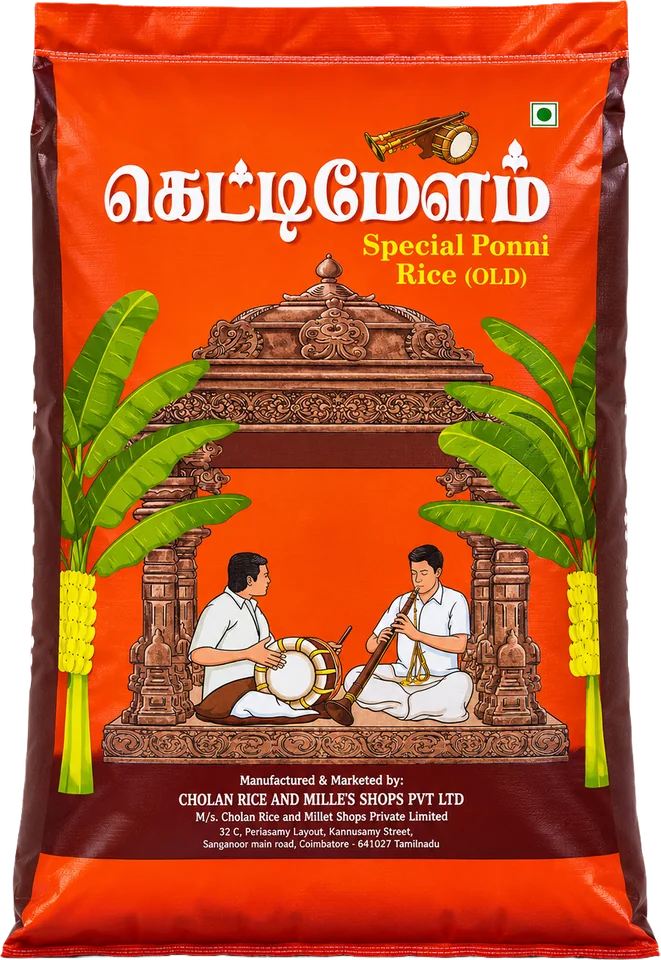 கெட்டிமேளம்
Special Ponni
Rice (OLD)
Manufactured & Marketed by:
CHOLAN RICE AND MILLE'S SHOPS PVT LTD
M/s. Cholan Rice and Millet Shops Private Limited
32 C, Periasamy Layout, Kannusamy Street,
Sanganoor main road, Coimbatore - 641027 Tamilnadu